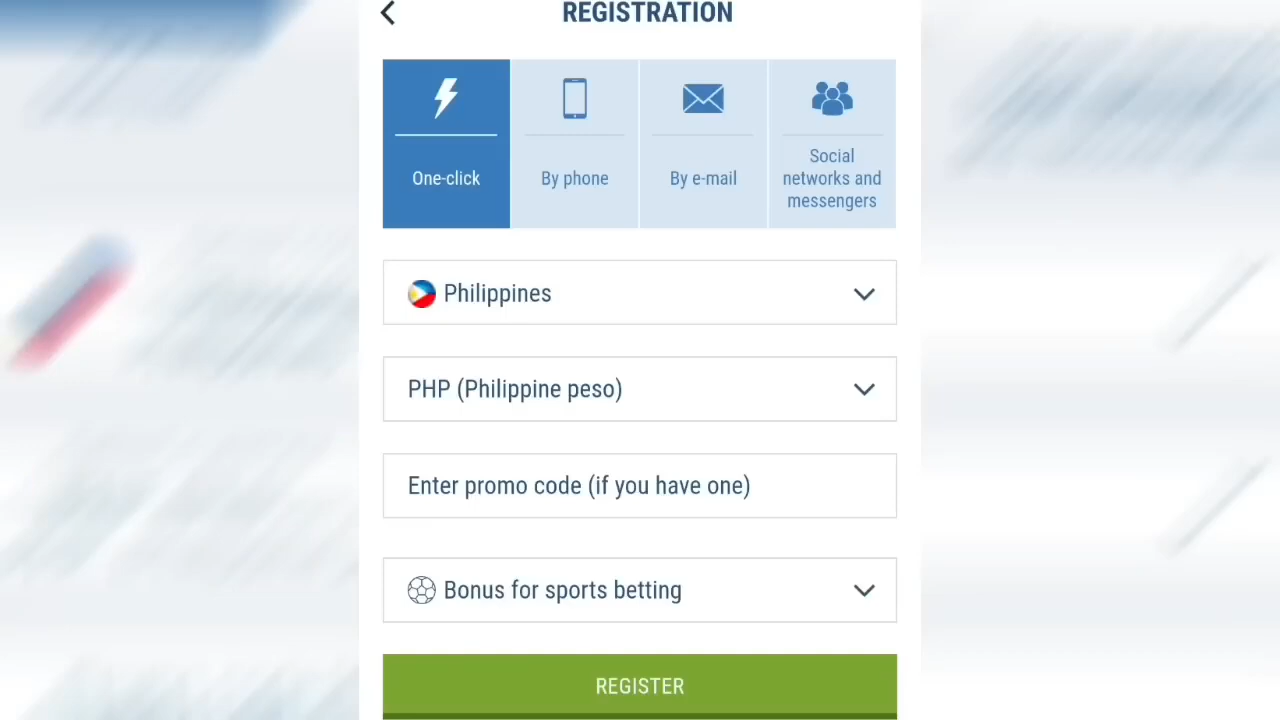 REGISTRATION
One-click
By phone
By e-mail
Social
networks and
messengers
Philippines
PHP (Philippine peso)
Enter promo code (if you have one)
Bonus for sports betting
REGISTER